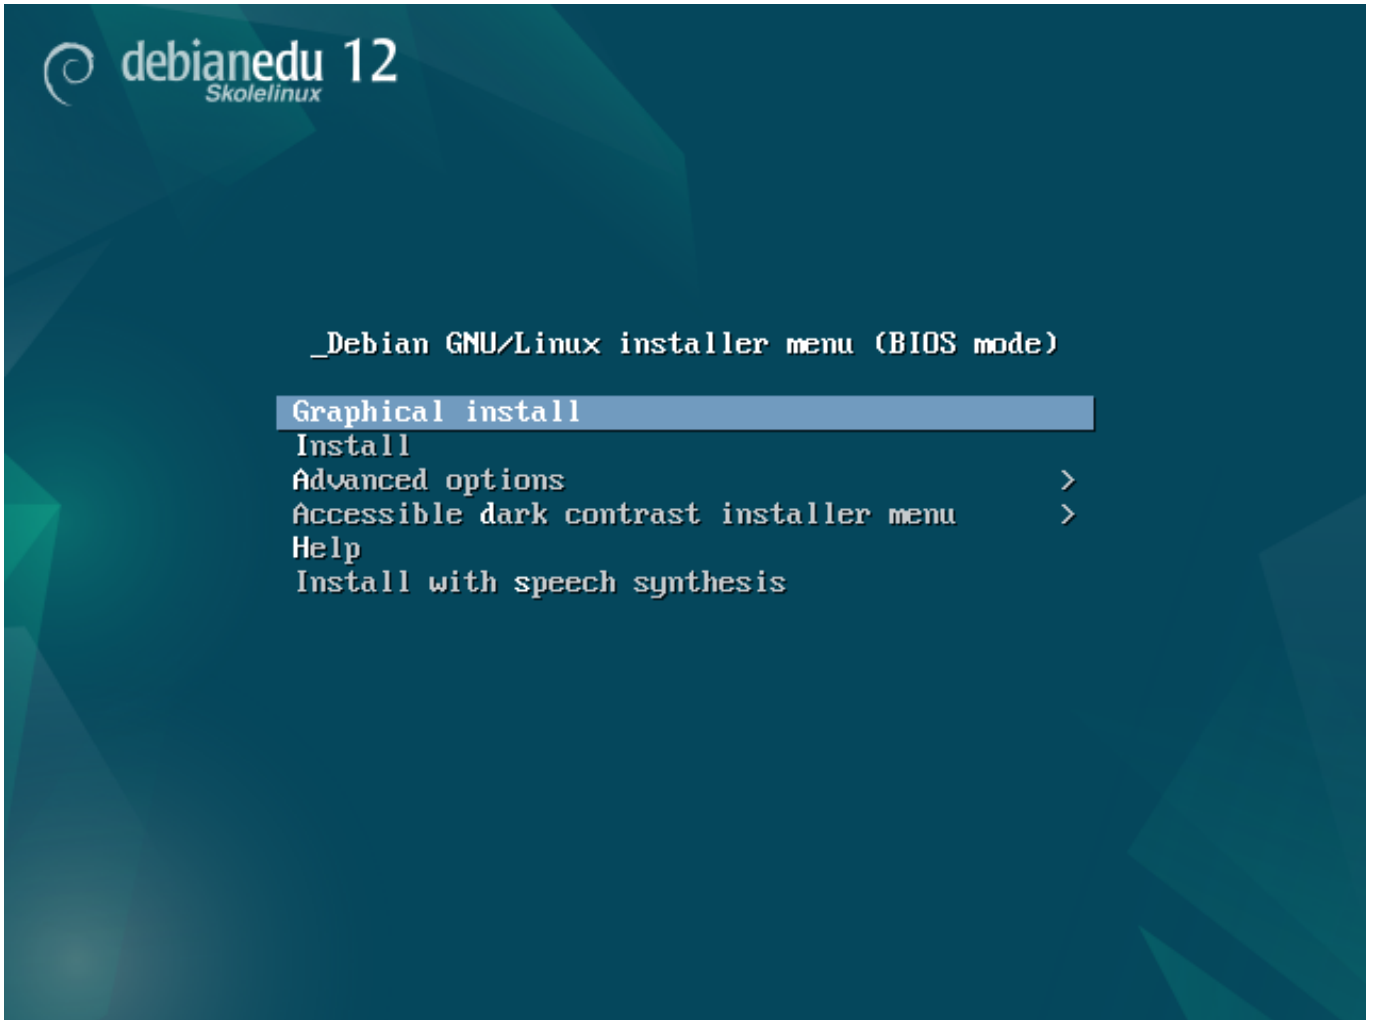 debianedu 12
Skolelinux
_Debian GNU/Linux installer menu (BIOS mode)
Graphical install
Install
Advanced options >
Accessible dark contrast installer menu >
Help
Install with speech synthesis